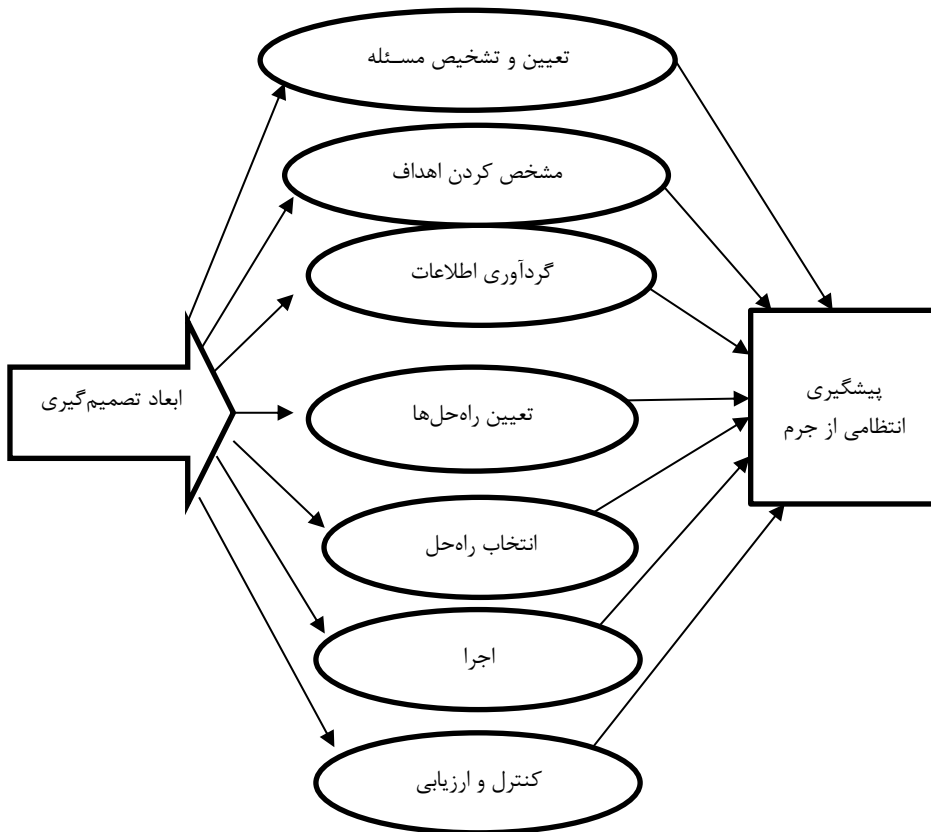 تعیین و تشخیص مسـئله
مشخص کردن اهداف
گردآوری اطلاعات
ابعاد تصمیم‌گیری
تعیین راه‌حل‌ها
پیشگیری
انتظامی از جرم
انتخاب راه‌حل
اجرا
کنترل و ارزیابی